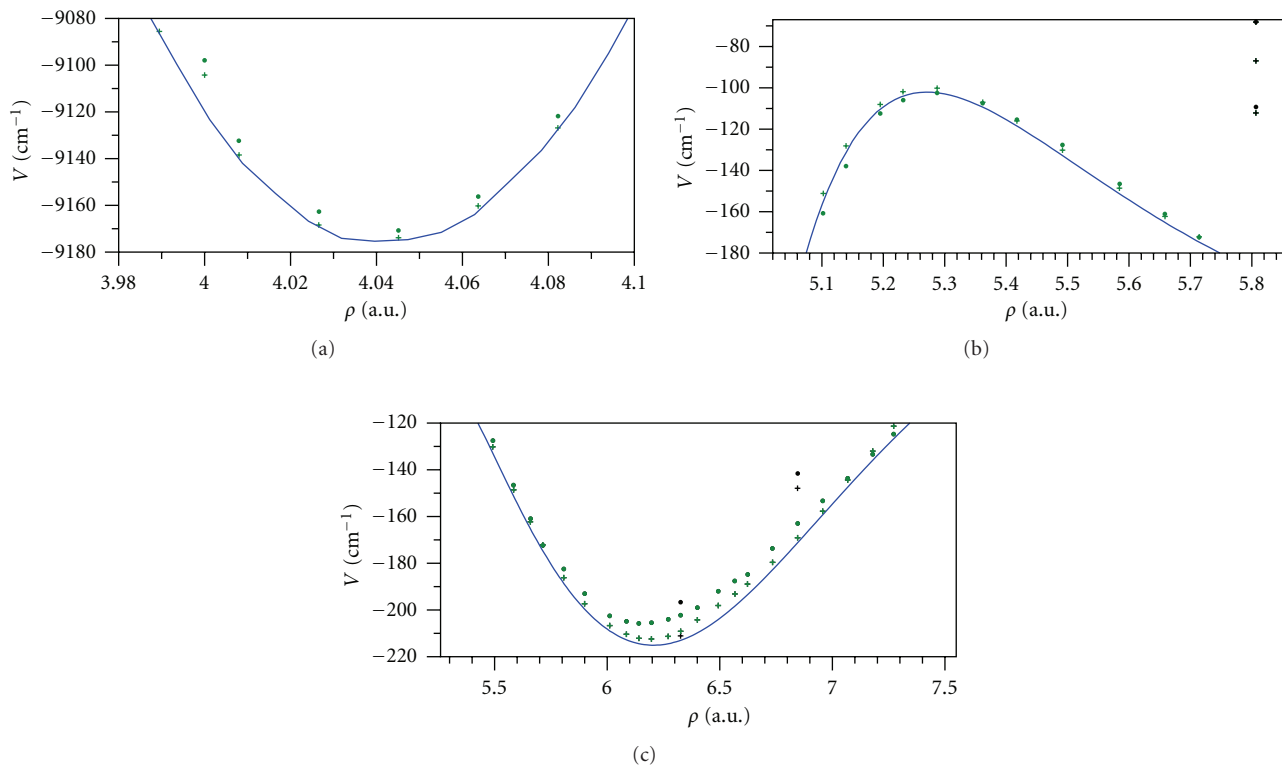 −9080
−9100
−9120
−9140
−9160
−9180
V (cm−1)
3.98 4 4.02 4.04 4.06 4.08 4.1
ρ (a.u.)
(a)
−80
−100
−120
−140
−160
−180
V (cm−1)
5.1 5.2 5.3 5.4 5.5 5.6 5.7 5.8
ρ (a.u.)
(b)
−120
−140
−160
−180
−200
−220
V (cm−1)
5.5 6 6.5 7 7.5
ρ (a.u.)
(c)